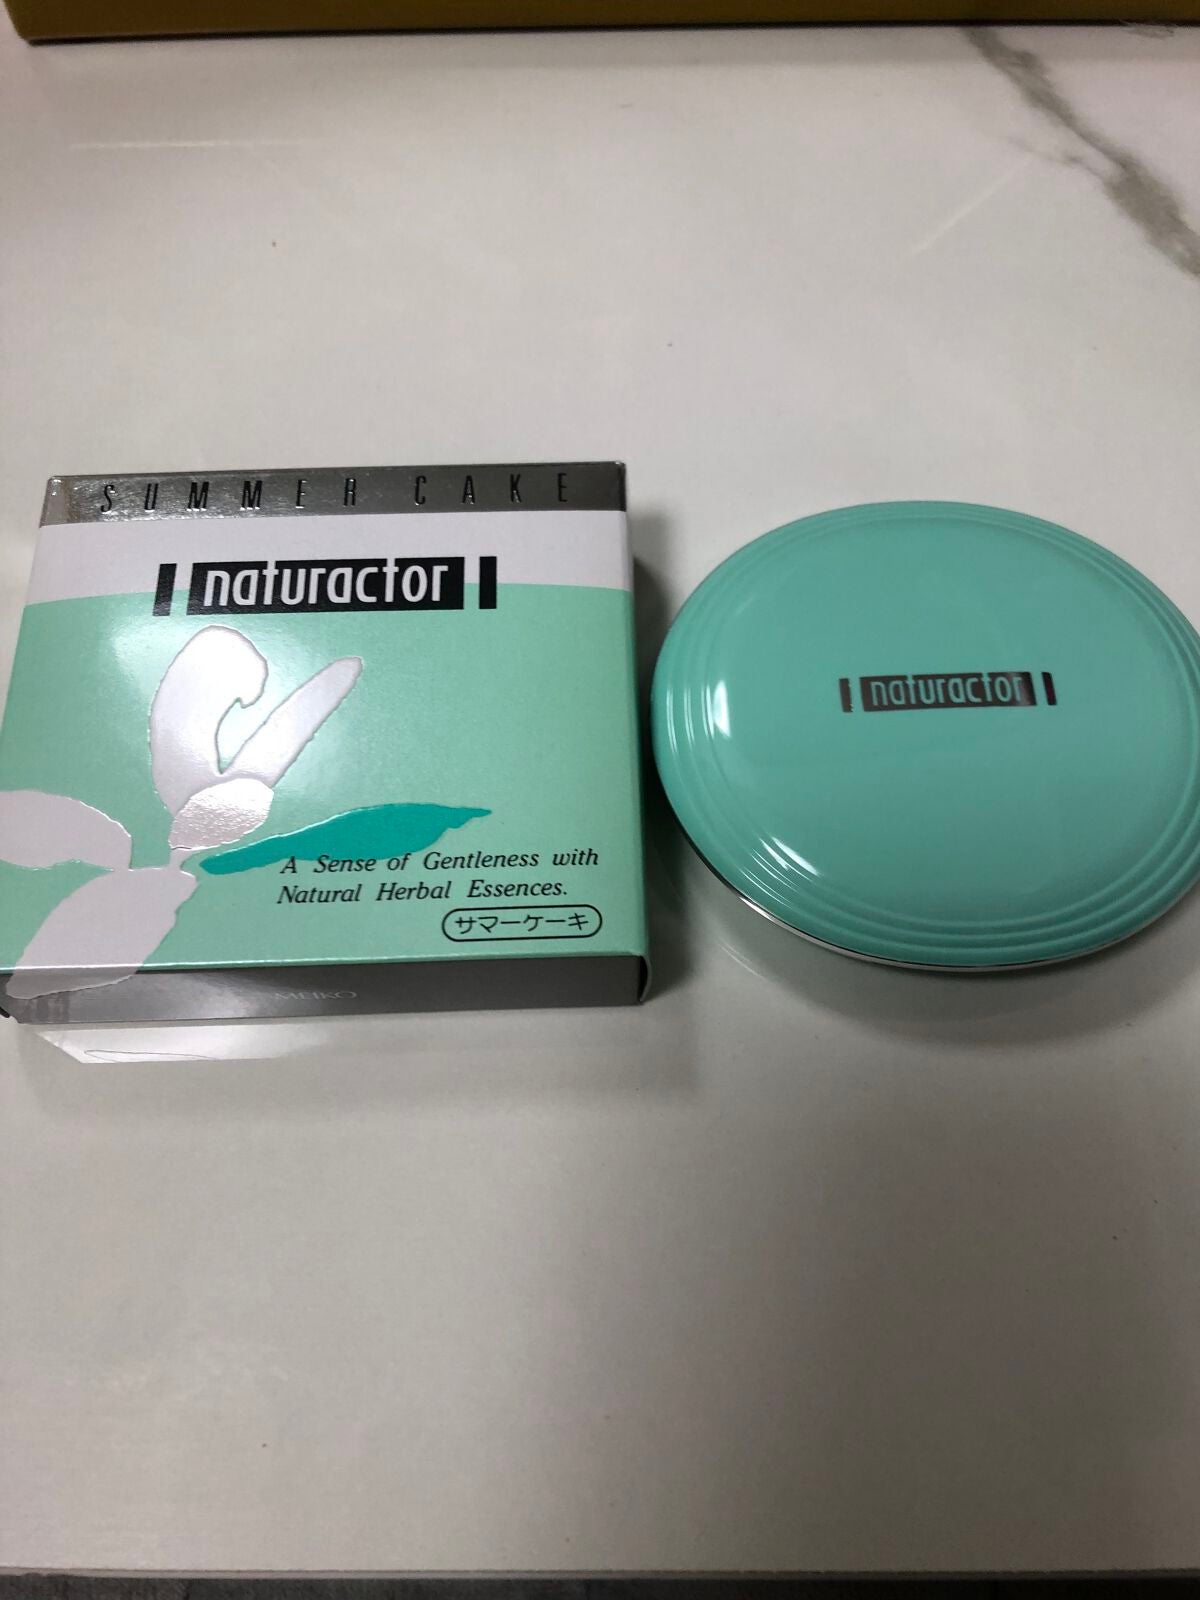 SUMMER CAKE
naturactor
A Sense of Gentleness with
Natural Herbal Essences.
サマーケーキ
MEIKO
naturactor